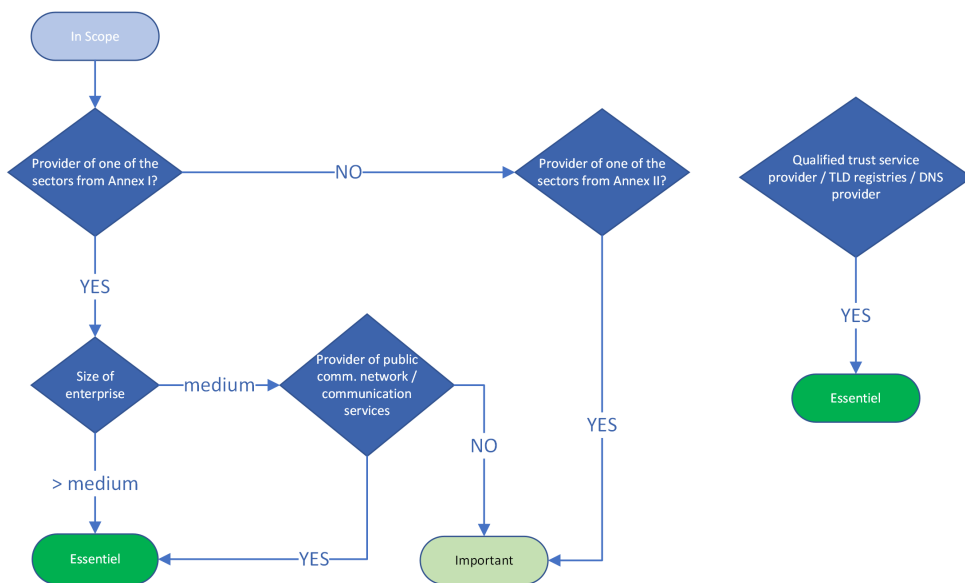 In Scope
Provider of one of the
sectors from Annex I?
NO
Provider of one of the
sectors from Annex II?
Qualified trust service
provider / TLD registries / DNS
provider
YES
YES
Size of
enterprise
medium
Provider of public
comm. network /
communication
services
Essentiel
YES
NO
> medium
Essentiel
YES
Important